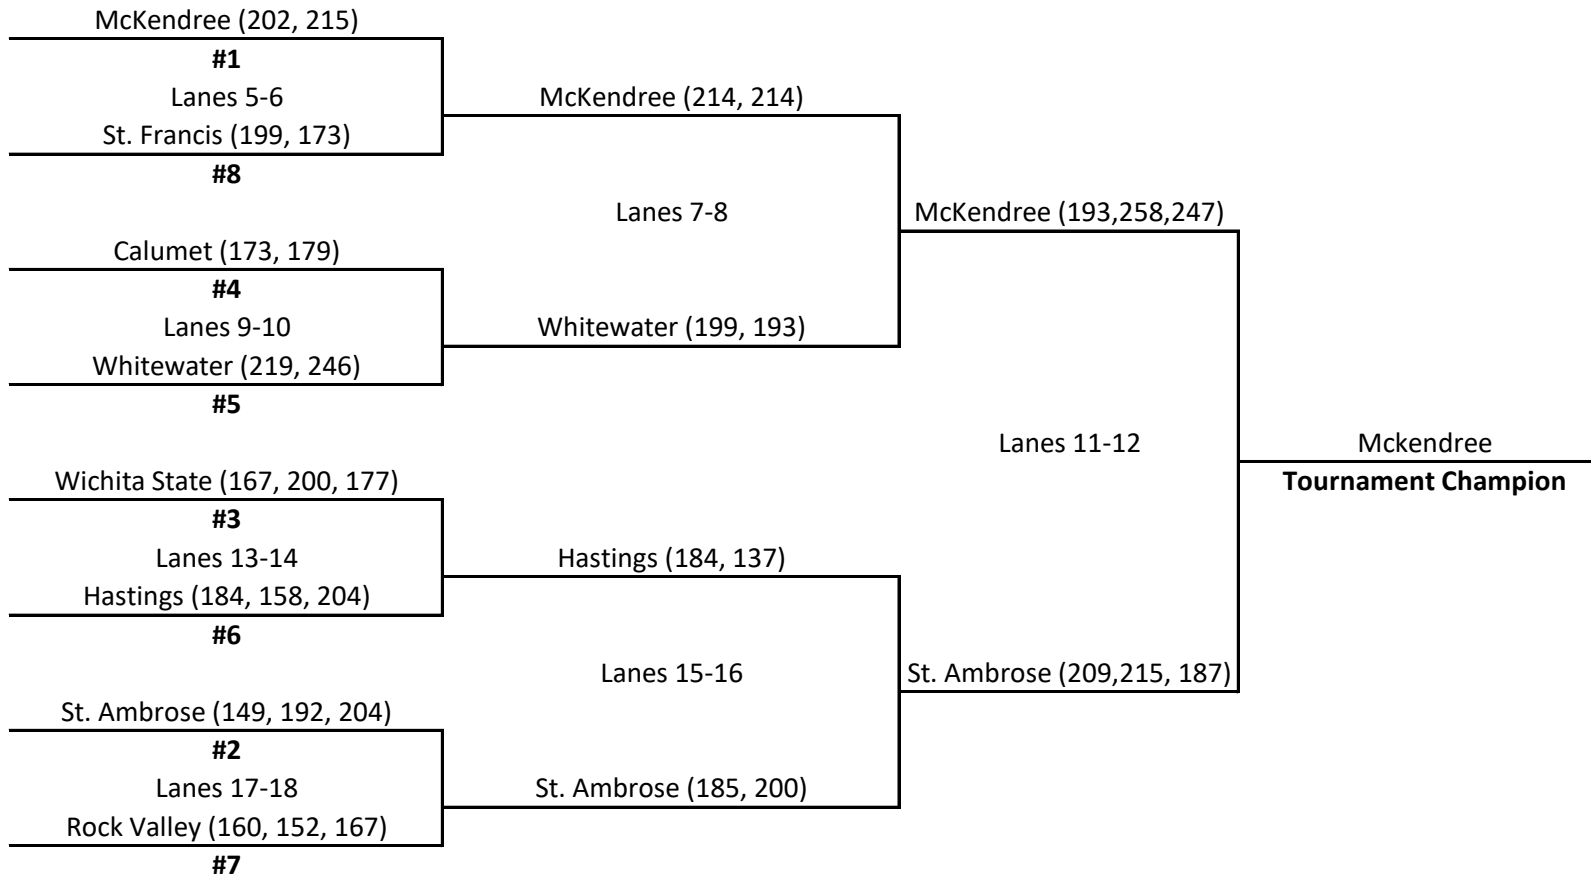 McKendree (202, 215)
#1
Lanes 5-6
St. Francis (199, 173)
#8
Calumet (173, 179)
#4
Lanes 9-10
Whitewater (219, 246)
#5
Wichita State (167, 200, 177)
#3
Lanes 13-14
Hastings (184, 158, 204)
#6
St. Ambrose (149, 192, 204)
#2
Lanes 17-18
Rock Valley (160, 152, 167)
#7
McKendree (214, 214)
Lanes 7-8
Whitewater (199, 193)
Hastings (184, 137)
Lanes 15-16
St. Ambrose (185, 200)
McKendree (193,258,247)
Lanes 11-12
St. Ambrose (209,215, 187)
Mckendree
Tournament Champion